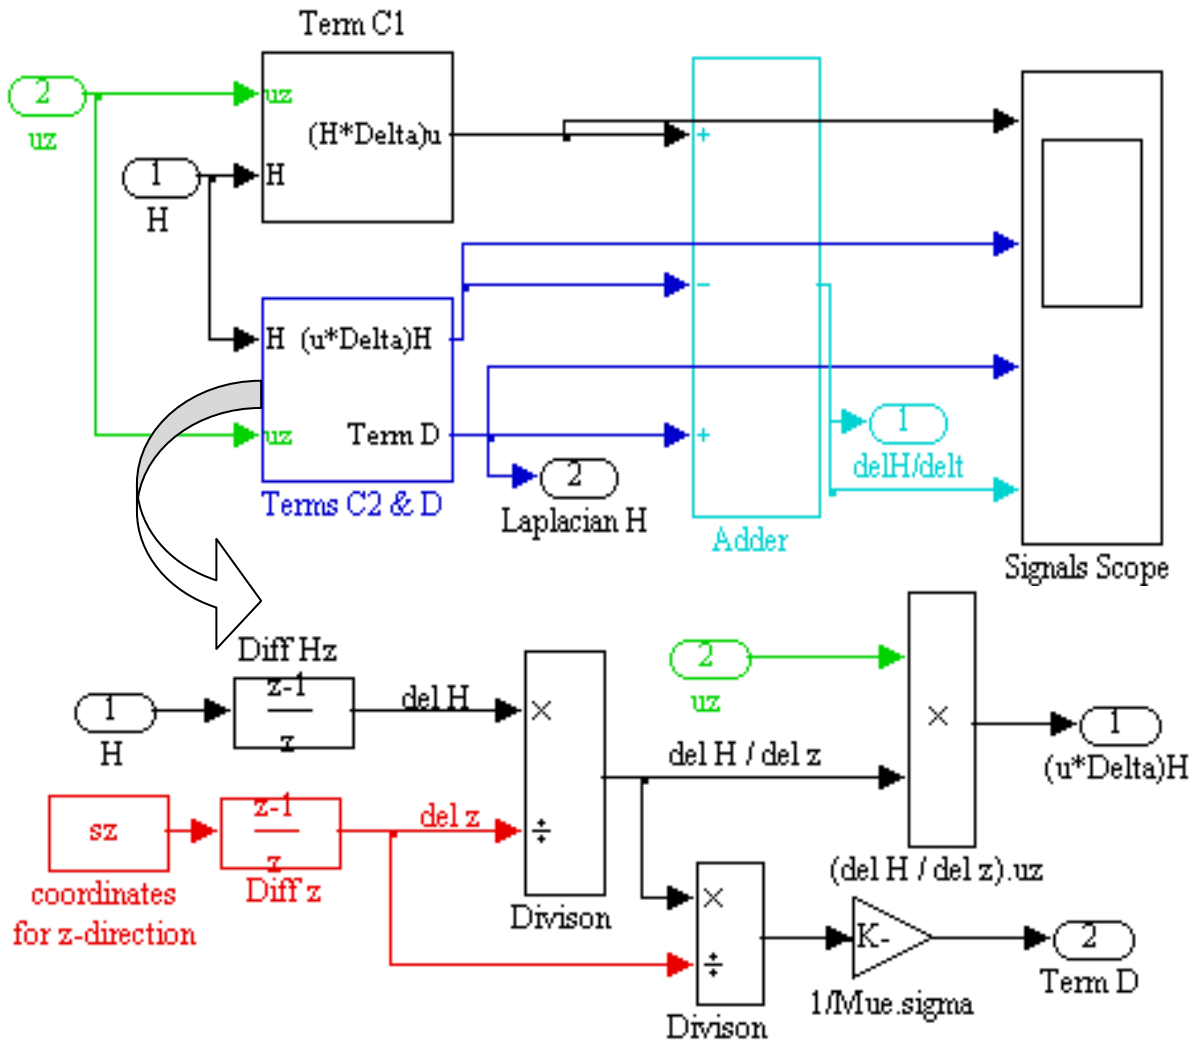 Term C1
2
uz
uz
(H*Delta)u
+
1
H
H
H
(u*Delta)H
−
uz
Term D
+
1
delH/delt
2
Laplacian H
Terms C2 & D
Adder
Signals Scope
Diff Hz
z-1
z
1
H
del H
×
2
uz
×
1
(u*Delta)H
del H / del z
sz
z-1
z
del z
÷
Diff z
coordinates
for z-direction
Divison
(del H / del z).uz
×
÷
K-
2
Term D
1/Mue.sigma
Divison